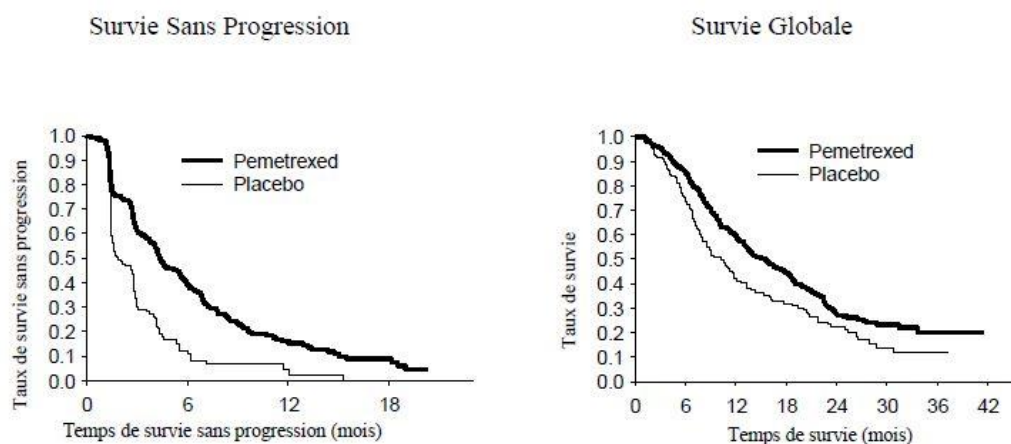 Survie Sans Progression
Taux de survie sans progression
1.0
0.9
0.8
0.7
0.6
0.5
0.4
0.3
0.2
0.1
0.0
Pemetrexed
Placebo
0 6 12 18
Temps de survie sans progression (mois)
Survie Globale
Taux de survie
1.0
0.9
0.8
0.7
0.6
0.5
0.4
0.3
0.2
0.1
0.0
Pemetrexed
Placebo
0 6 12 18 24 30 36 42
Temps de survie (mois)